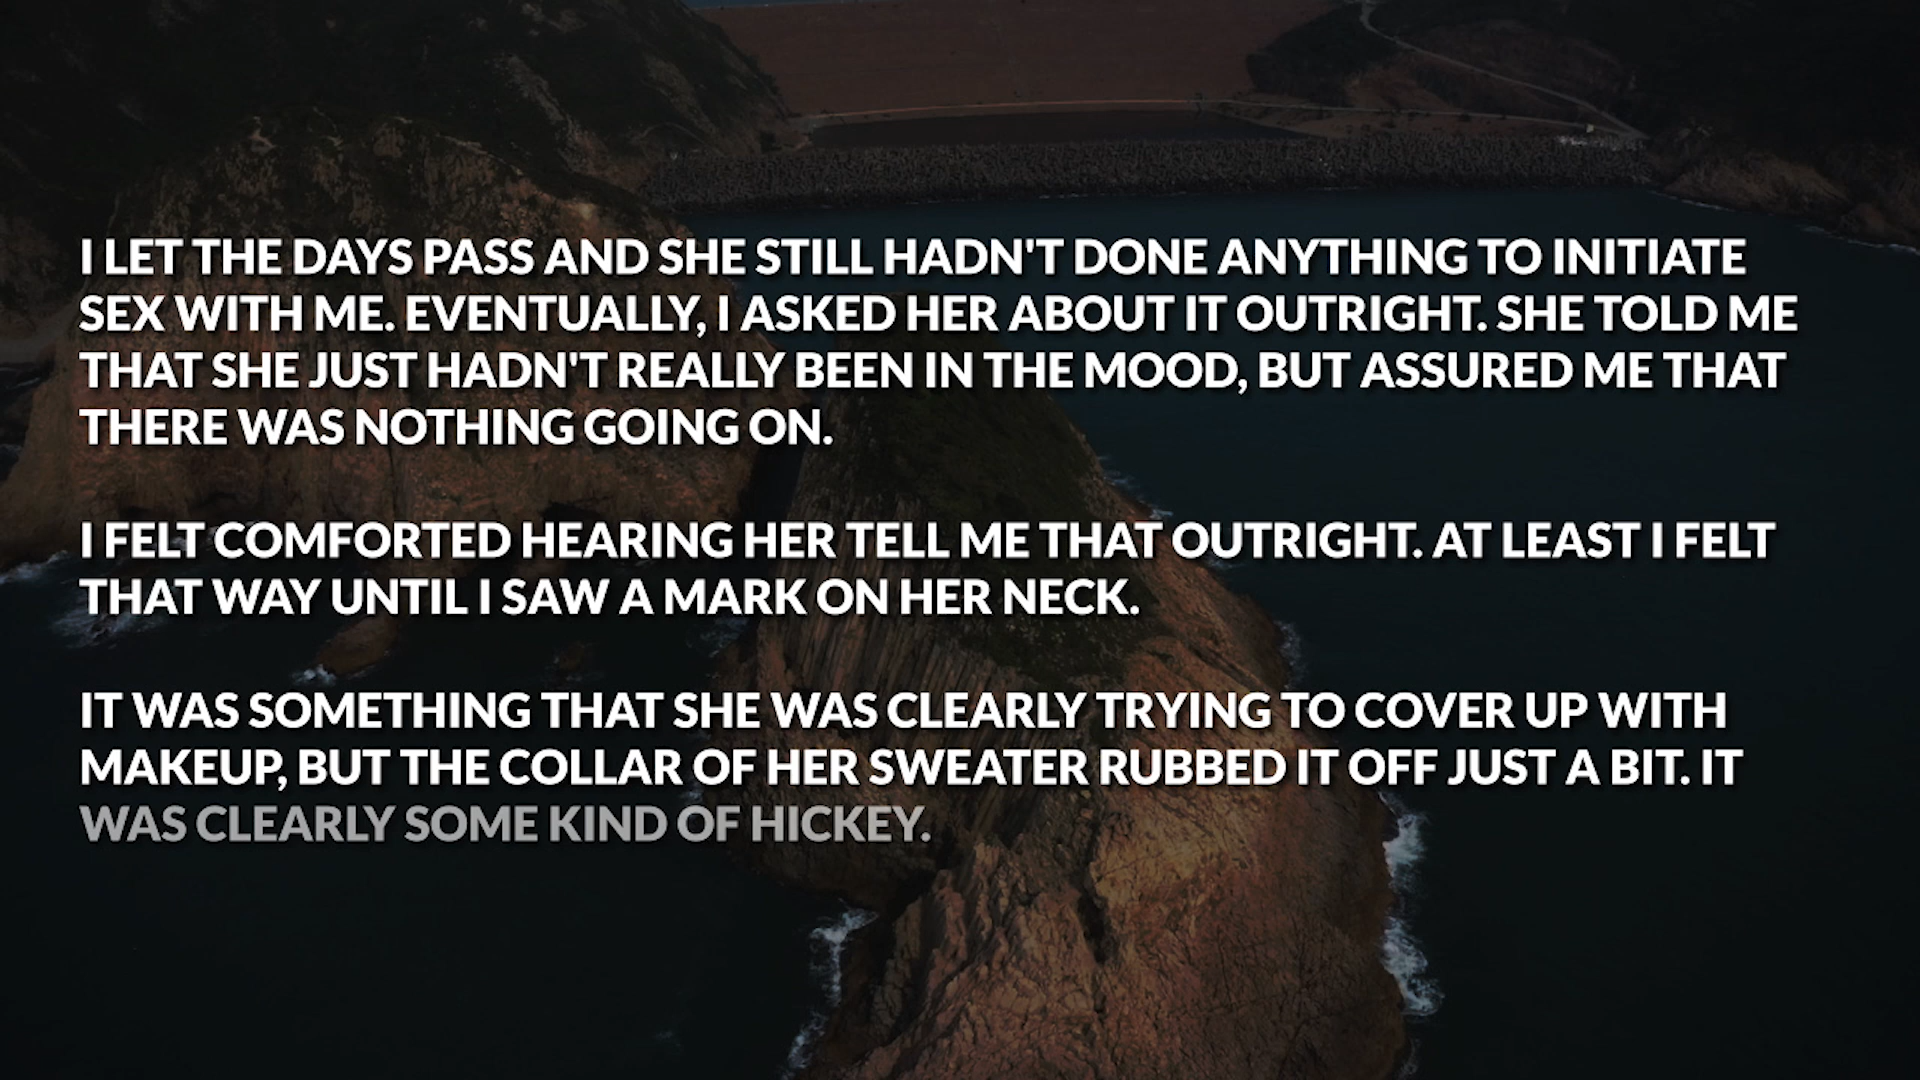 I LET THE DAYS PASS AND SHE STILL HADN'T DONE ANYTHING TO INITIATE
SEX WITH ME. EVENTUALLY, I ASKED HER ABOUT IT OUTRIGHT. SHE TOLD ME
THAT SHE JUST HADN'T REALLY BEEN IN THE MOOD, BUT ASSURED ME THAT
THERE WAS NOTHING GOING ON.
I FELT COMFORTED HEARING HER TELL ME THAT OUTRIGHT. AT LEAST I FELT
THAT WAY UNTIL I SAW A MARK ON HER NECK.
IT WAS SOMETHING THAT SHE WAS CLEARLY TRYING TO COVER UP WITH
MAKEUP, BUT THE COLLAR OF HER SWEATER RUBBED IT OFF JUST A BIT. IT
WAS CLEARLY SOME KIND OF HICKEY.